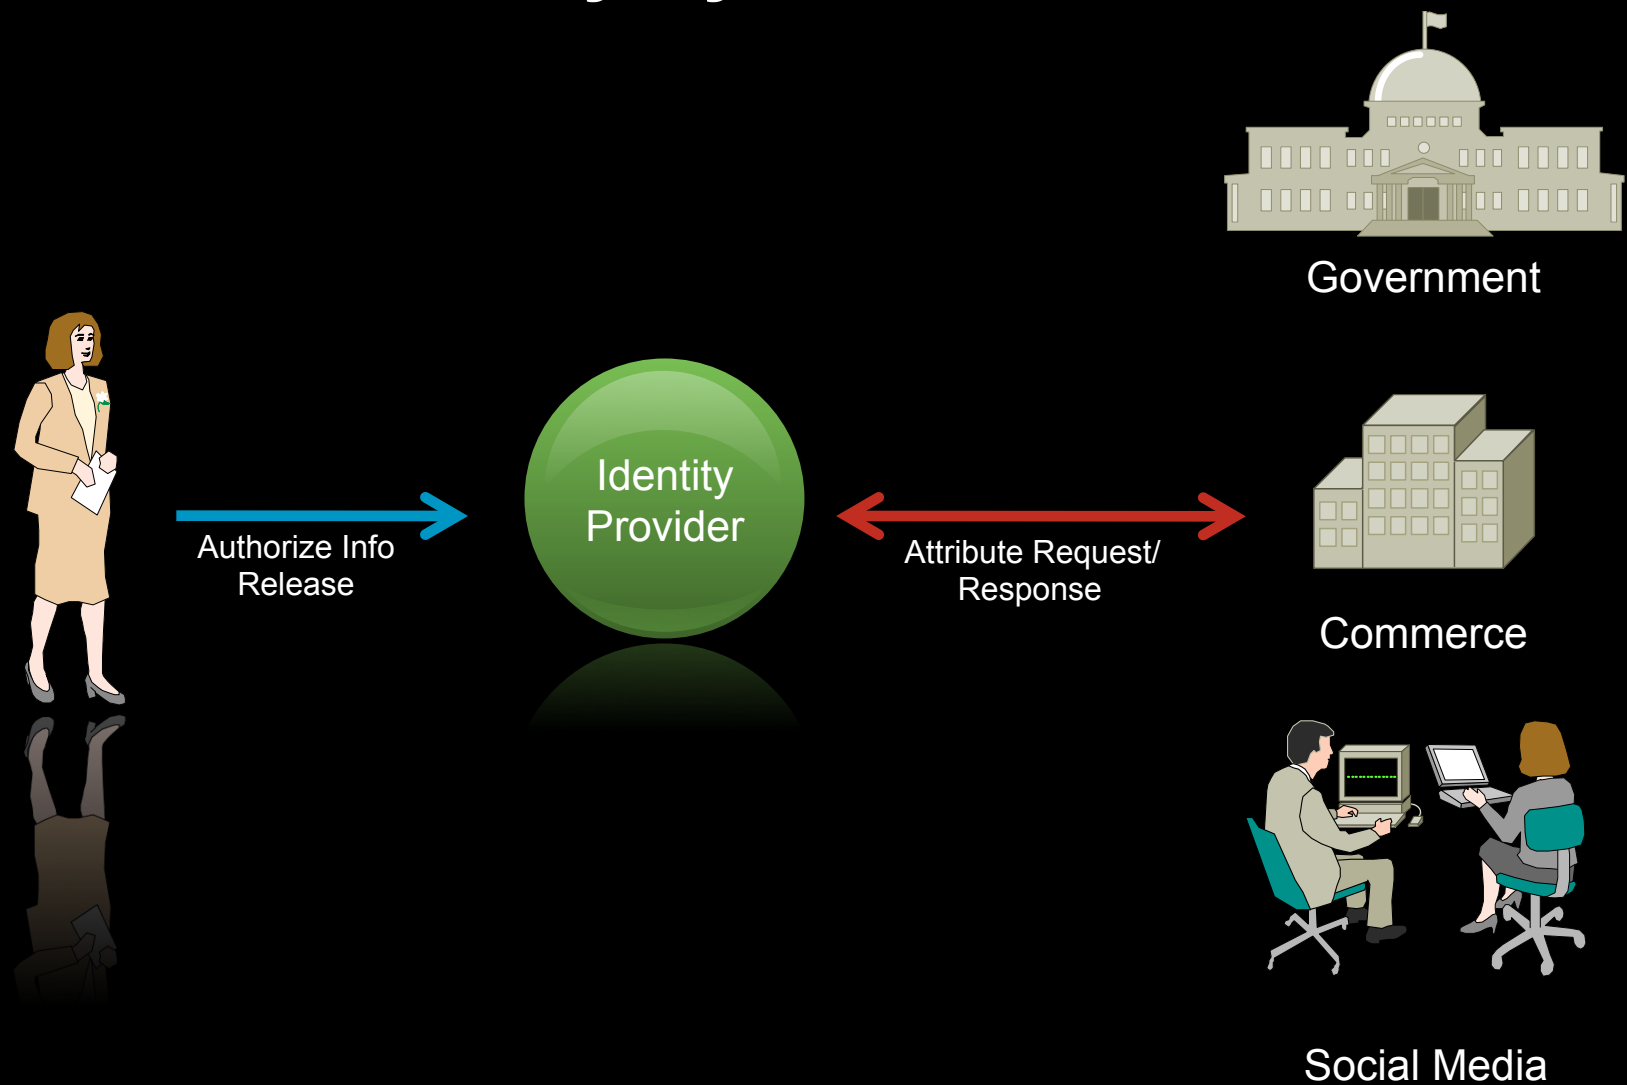 Government
Identity
Provider
Authorize Info
Release
Attribute Request/
Response
Commerce
Social Media